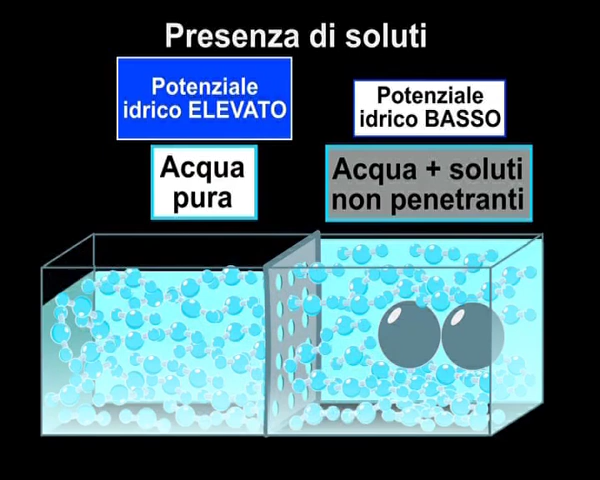 Presenza di soluti
Potenziale
idrico ELEVATO
Potenziale
idrico BASSO
Acqua
pura
Acqua + soluti
non penetranti